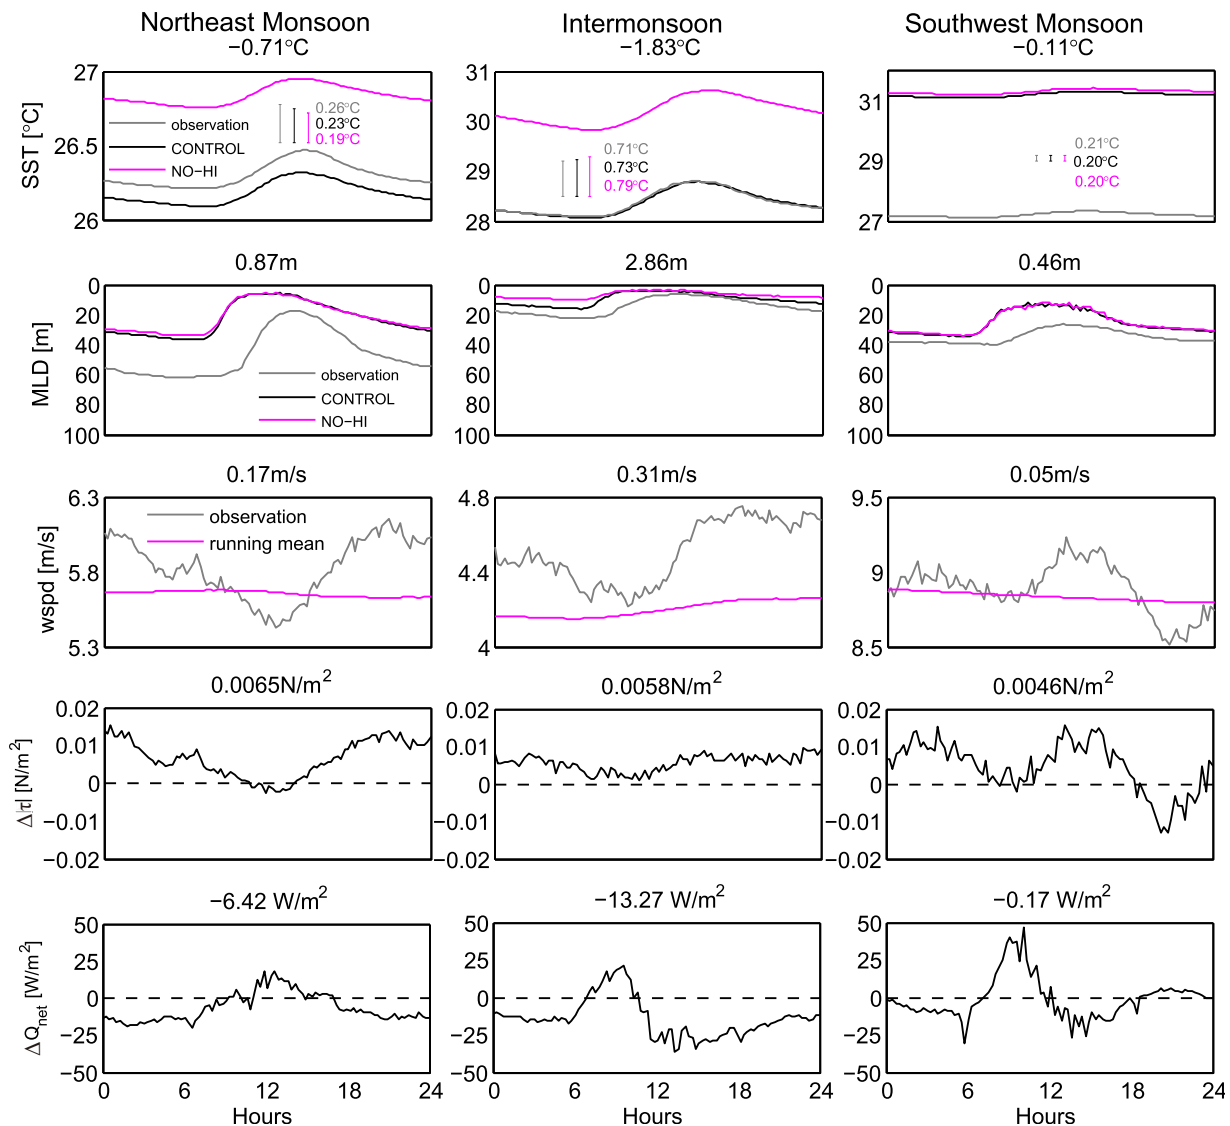 Northeast Monsoon
Intermonsoon
Southwest Monsoon
−0.71°C
−1.83°C
−0.11°C
SST [°C]
27
26.5
26
observation
CONTROL
NO−HI
0.26°C
0.23°C
0.19°C
31
30
29
28
0.71°C
0.73°C
0.79°C
31
29
27
0.21°C
0.20°C
0.20°C
0.87m
2.86m
0.46m
MLD [m]
0
20
40
60
80
100
observation
CONTROL
NO−HI
0
20
40
60
80
100
0
20
40
60
80
100
0.17m/s
0.31m/s
0.05m/s
wspd [m/s]
6.3
5.8
5.3
observation
running mean
4.8
4.4
4
9.5
9
8.5
0.0065N/m²
0.0058N/m²
0.0046N/m²
Δ|τ| [N/m²]
0.02
0.01
0
−0.01
−0.02
0.02
0.01
0
−0.01
−0.02
0.02
0.01
0
−0.01
−0.02
−6.42 W/m²
−13.27 W/m²
−0.17 W/m²
ΔQnet [W/m²]
50
25
0
−25
−50
50
25
0
−25
−50
50
25
0
−25
−50
0 6 12 18 24
0 6 12 18 24
0 6 12 18 24
Hours
Hours
Hours